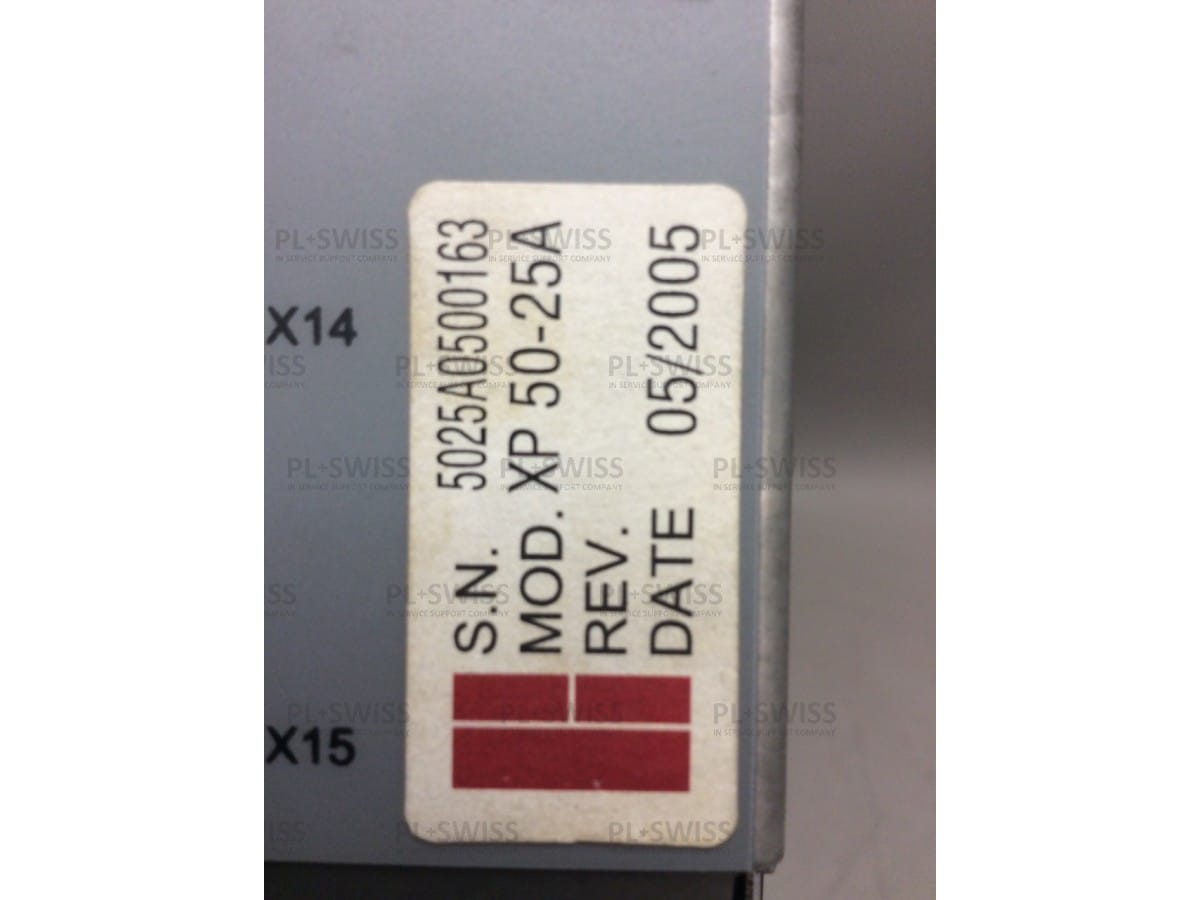 S.N. 5025A0500163
MOD. XP 50-25A
REV.
DATE 05/2005
X14
X15
PL+SWISS
IN SERVICE SUPPORT COMPANY